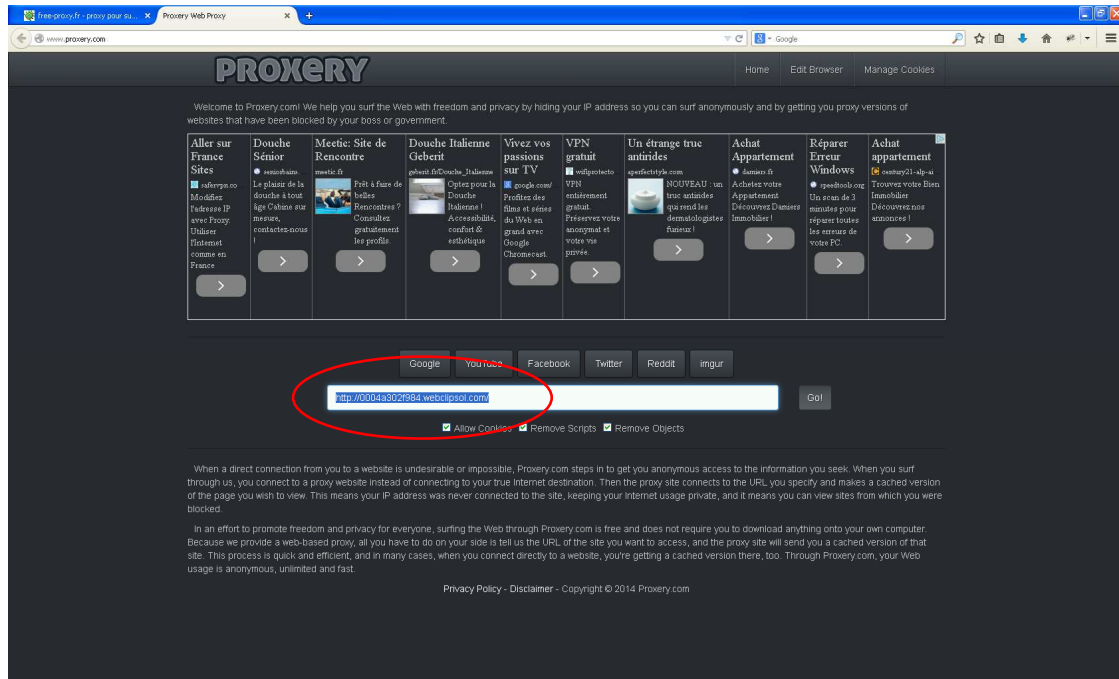 free-proxy.fr - proxy pour su...
Proxery Web Proxy
www.proxery.com
Google
PROXERY
Home Edit Browser Manage Cookies
Welcome to Proxery.com! We help you surf the Web with freedom and privacy by hiding your IP address so you can surf anonymously and by getting you proxy versions of
websites that have been blocked by your boss or government.
Aller sur
France
Sites
safervpn.co
Modifiez
l'adresse IP
avec Proxy.
Utiliser
l'Internet
comme en
France
Douche
Sénior
seniorbains.
Le plaisir de la
douche à tout
âge Cabine sur
mesure,
contactez-nous
!
Meetic: Site de
Rencontre
meetic.fr
Prêt à faire de
belles
Rencontres ?
Consultez
gratuitement
les profils.
Douche Italienne
Geberit
geberit.fr/Douche_Italienne
Optez pour la
Douche
Italienne !
Accessibilité,
confort &
esthétique
Vivez vos
passions
sur TV
google.com/
Profitez des
films et séries
du Web en
grand avec
Google
Chromecast.
VPN
gratuit
wifiprotecto
VPN
entièrement
gratuit.
Préservez votre
anonymat et
votre vie
privée.
Un étrange truc
antirides
aperfectstyle.com
NOUVEAU : un
truc antirides
qui rend les
dermatologistes
furieux !
Achat
Appartement
damiers.fr
Achetez votre
Appartement
Découvrez Damiers
Immobilier !
Réparer
Erreur
Windows
speedtools.org
Un scan de 3
minutes pour
réparer toutes
les erreurs de
votre PC.
Achat
appartement
century21-alp-ai
Trouvez votre Bien
Immobilier
Découvrez nos
annonces !
Google YouTube Facebook Twitter Reddit imgur
http://0004a302f984.webclipsol.com/
Go!
Allow Cookies Remove Scripts Remove Objects
When a direct connection from you to a website is undesirable or impossible, Proxery.com steps in to get you anonymous access to the information you seek. When you surf
through us, you connect to a proxy website instead of connecting to your true Internet destination. Then the proxy site connects to the URL you specify and makes a cached version
of the page you wish to view. This means your IP address was never connected to the site, keeping your Internet usage private, and it means you can view sites from which you were
blocked.
In an effort to promote freedom and privacy for everyone, surfing the Web through Proxery.com is free and does not require you to download anything onto your own computer.
Because we provide a web-based proxy, all you have to do on your side is tell us the URL of the site you want to access, and the proxy site will send you a cached version of that
site. This process is quick and efficient, and in many cases, when you connect directly to a website, you're getting a cached version there, too. Through Proxery.com, your Web
usage is anonymous, unlimited and fast.
Privacy Policy - Disclaimer - Copyright © 2014 Proxery.com